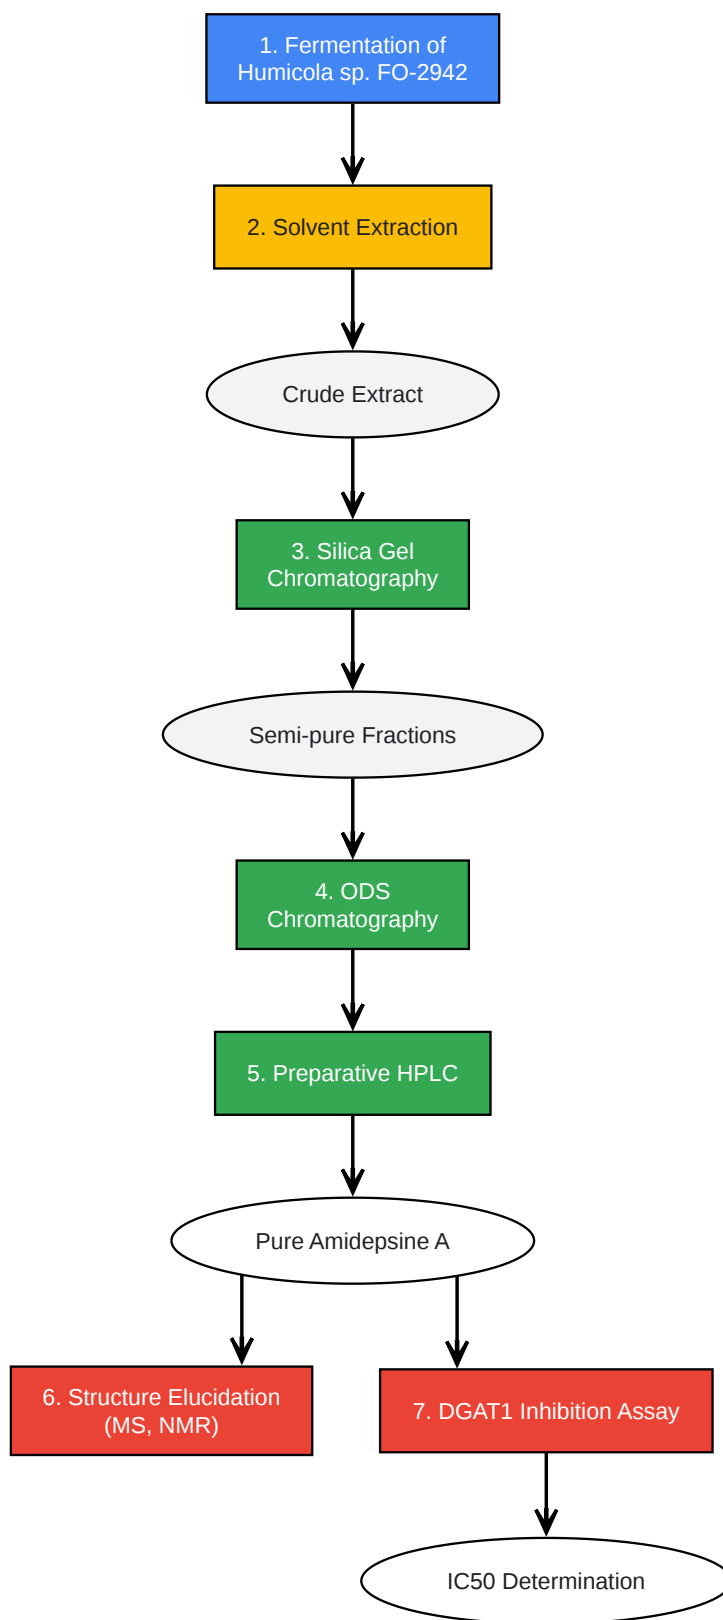 1. Fermentation of
Humicola sp. FO-2942
2. Solvent Extraction
Crude Extract
3. Silica Gel
Chromatography
Semi-pure Fractions
4. ODS
Chromatography
5. Preparative HPLC
Pure Amidepsine A
6. Structure Elucidation
(MS, NMR)
7. DGAT1 Inhibition Assay
IC50 Determination